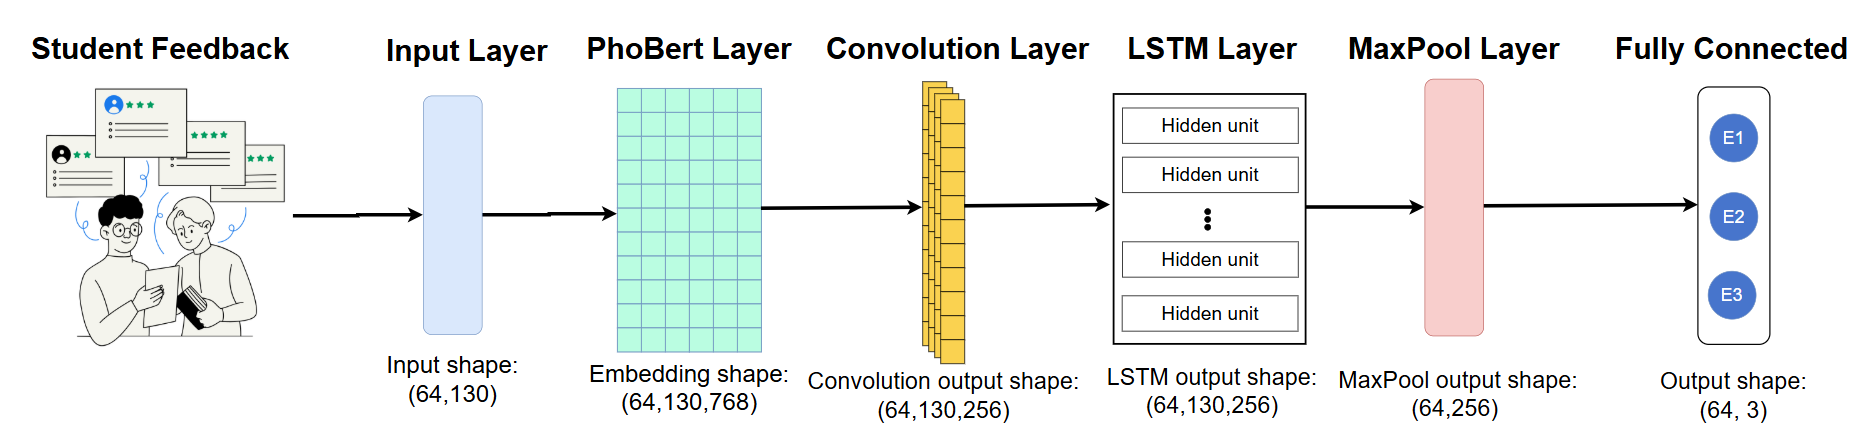 Student Feedback
Input Layer
PhoBert Layer
Convolution Layer
LSTM Layer
MaxPool Layer
Fully Connected
Hidden unit
Hidden unit
Hidden unit
Hidden unit
E1
E2
E3
Input shape:
(64,130)
Embedding shape:
(64,130,768)
Convolution output shape:
(64,130,256)
LSTM output shape:
(64,130,256)
MaxPool output shape:
(64,256)
Output shape:
(64, 3)